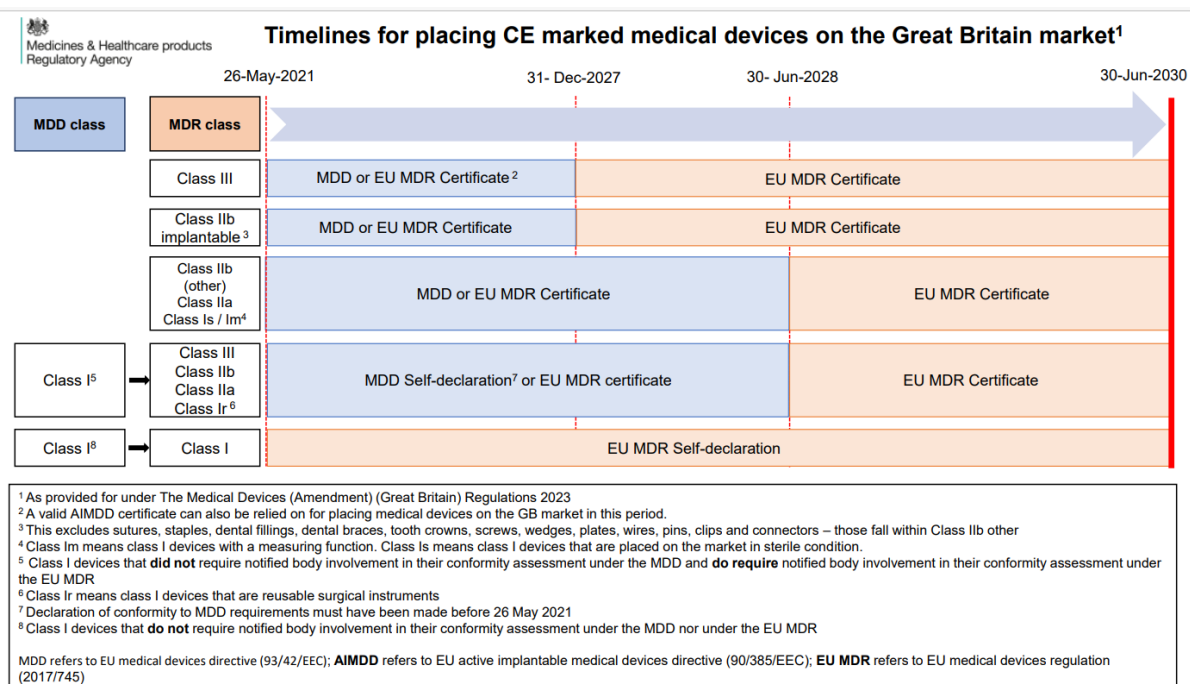 Medicines & Healthcare products
Regulatory Agency
Timelines for placing CE marked medical devices on the Great Britain market¹
26-May-2021
31- Dec-2027
30- Jun-2028
30-Jun-2030
MDD class
MDR class
Class III
MDD or EU MDR Certificate ²
EU MDR Certificate
Class IIb
implantable ³
MDD or EU MDR Certificate
EU MDR Certificate
Class IIb
(other)
Class IIa
Class Is / Im⁴
MDD or EU MDR Certificate
EU MDR Certificate
Class I⁵
Class III
Class IIb
Class IIa
Class Ir ⁶
MDD Self-declaration⁷ or EU MDR certificate
EU MDR Certificate
Class I⁸
Class I
EU MDR Self-declaration
¹ As provided for under The Medical Devices (Amendment) (Great Britain) Regulations 2023
² A valid AIMDD certificate can also be relied on for placing medical devices on the GB market in this period.
³ This excludes sutures, staples, dental fillings, dental braces, tooth crowns, screws, wedges, plates, wires, pins, clips and connectors – those fall within Class IIb other
⁴ Class Im means class I devices with a measuring function. Class Is means class I devices that are placed on the market in sterile condition.
⁵ Class I devices that did not require notified body involvement in their conformity assessment under the MDD and do require notified body involvement in their conformity assessment under
the EU MDR
⁶ Class Ir means class I devices that are reusable surgical instruments
⁷ Declaration of conformity to MDD requirements must have been made before 26 May 2021
⁸ Class I devices that do not require notified body involvement in their conformity assessment under the MDD nor under the EU MDR
MDD refers to EU medical devices directive (93/42/EEC); AIMDD refers to EU active implantable medical devices directive (90/385/EEC); EU MDR refers to EU medical devices regulation
(2017/745)